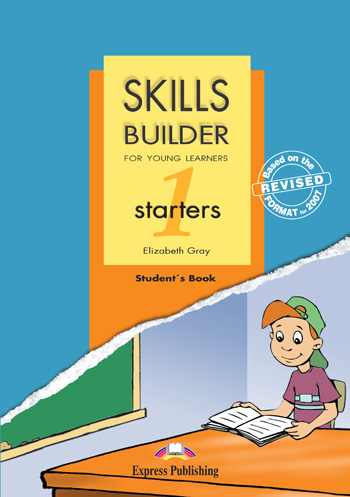 SKILLS
BUILDER
FOR YOUNG LEARNERS
1
starters
Elizabeth Gray
Student's Book
Based on the
REVISED
FORMAT for 2007
Express Publishing